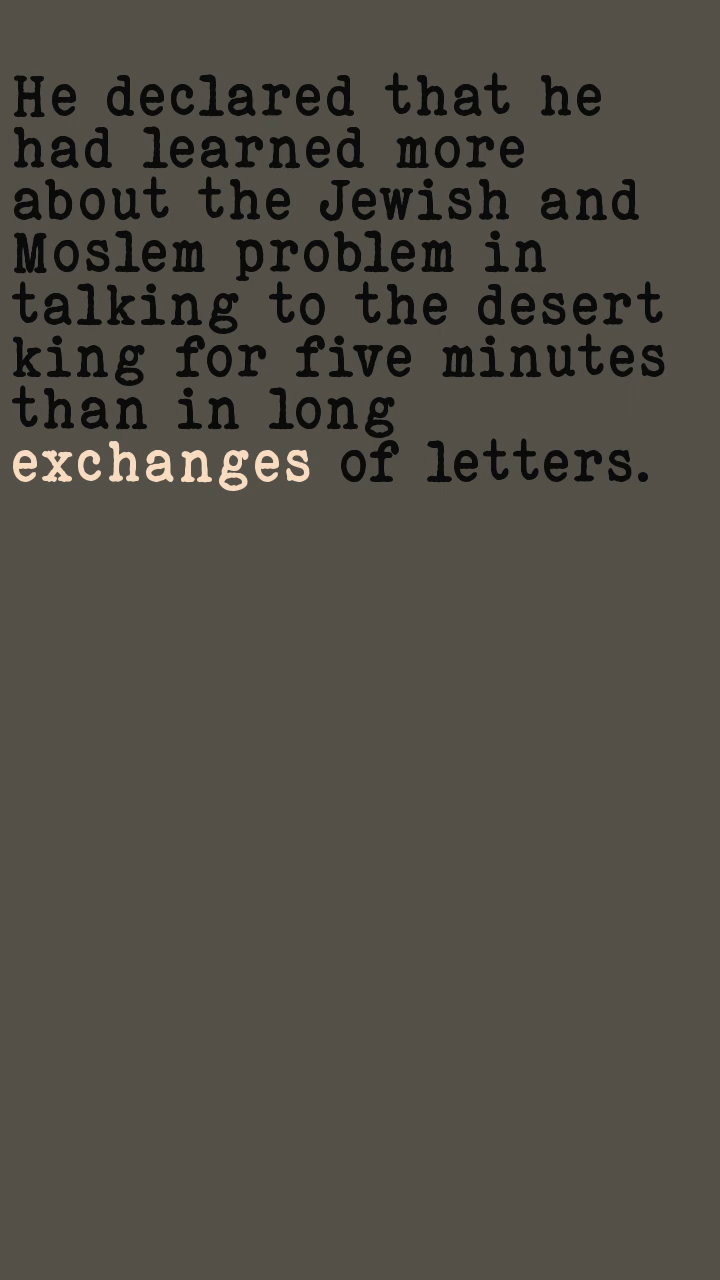 He declared that he
had learned more
about the Jewish and
Moslem problem in
talking to the desert
king for five minutes
than in long
exchanges of letters.